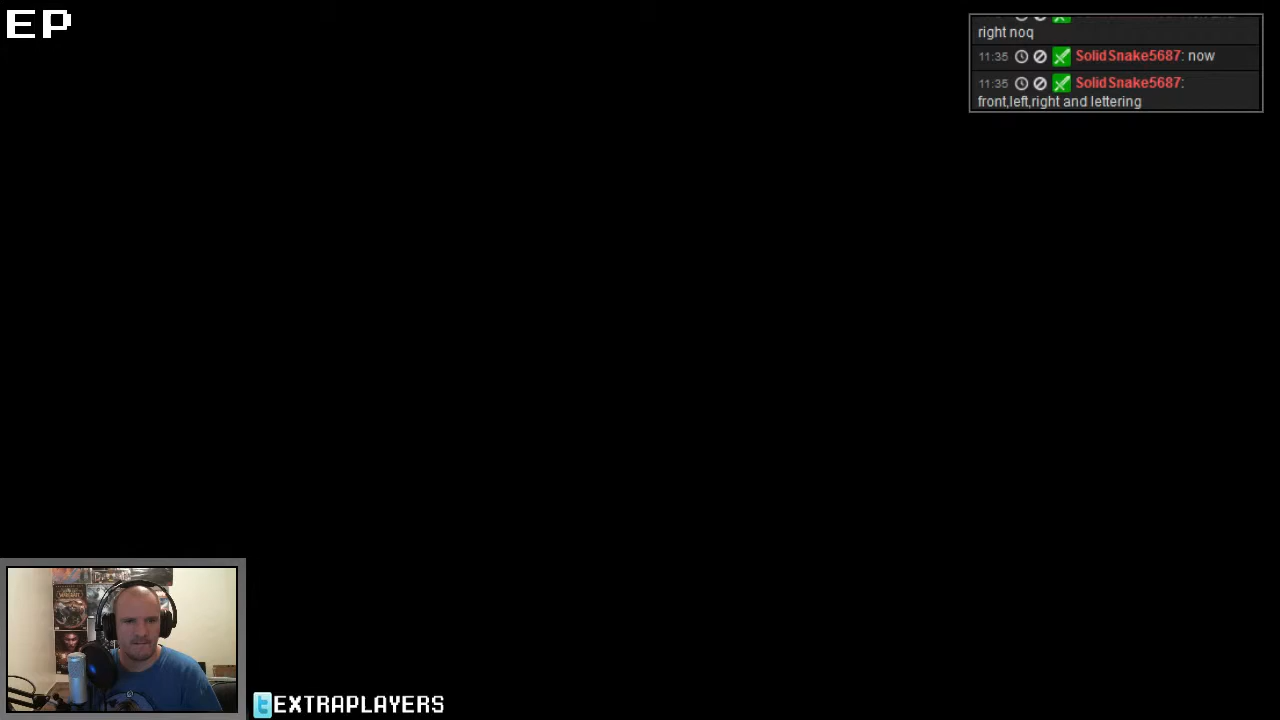 EP
right noq
11:35 SolidSnake5687: now
11:35 SolidSnake5687:
front,left,right and lettering
EXTRAPLAYERS